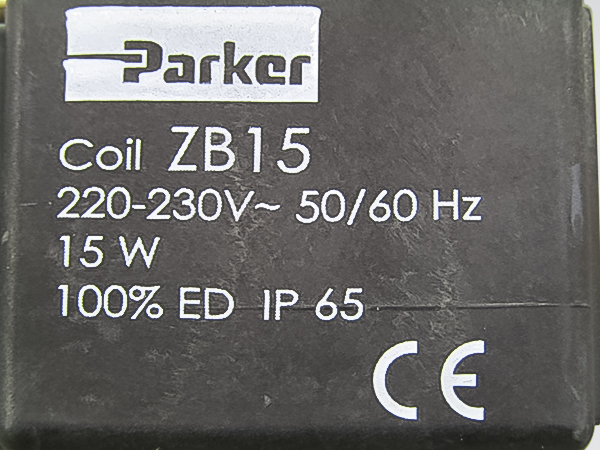 Parker
Coil ZB15
220-230V~ 50/60 Hz
15 W
100% ED IP 65
CE